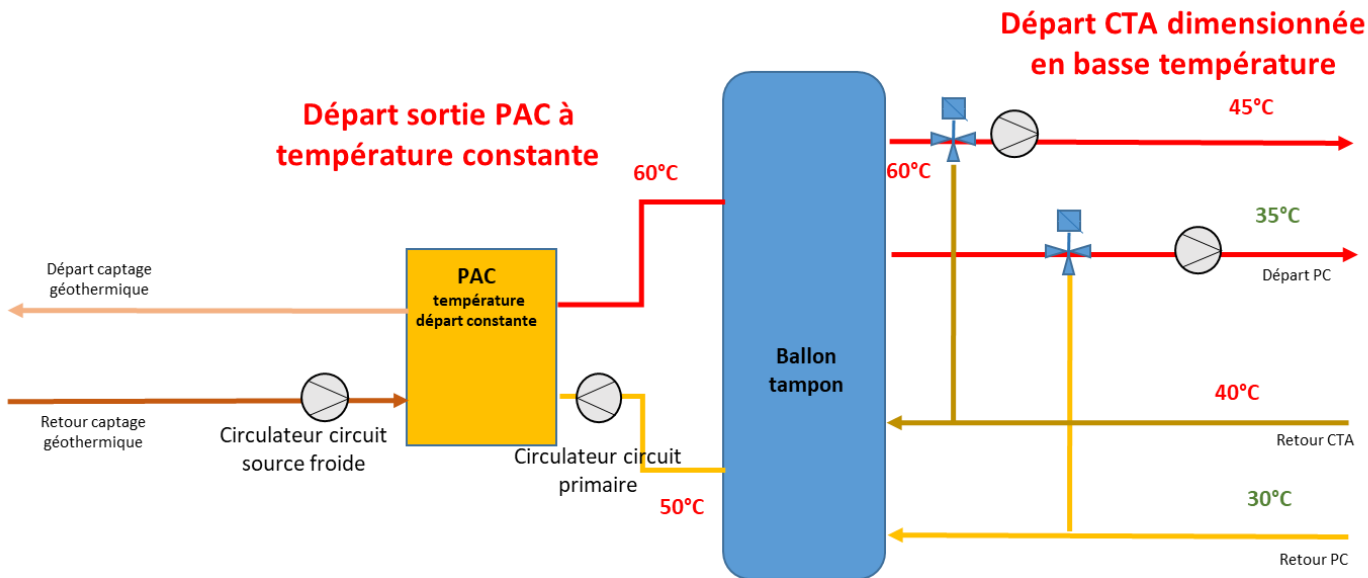 Départ CTA dimensionnée
en basse température
45°C
Départ sortie PAC à
température constante
60°C
60°C
35°C
Départ captage
géothermique
PAC
température
départ constante
Départ PC
Ballon
tampon
40°C
Retour captage
géothermique
Circulateur circuit
source froide
Circulateur circuit
primaire
Retour CTA
50°C
30°C
Retour PC